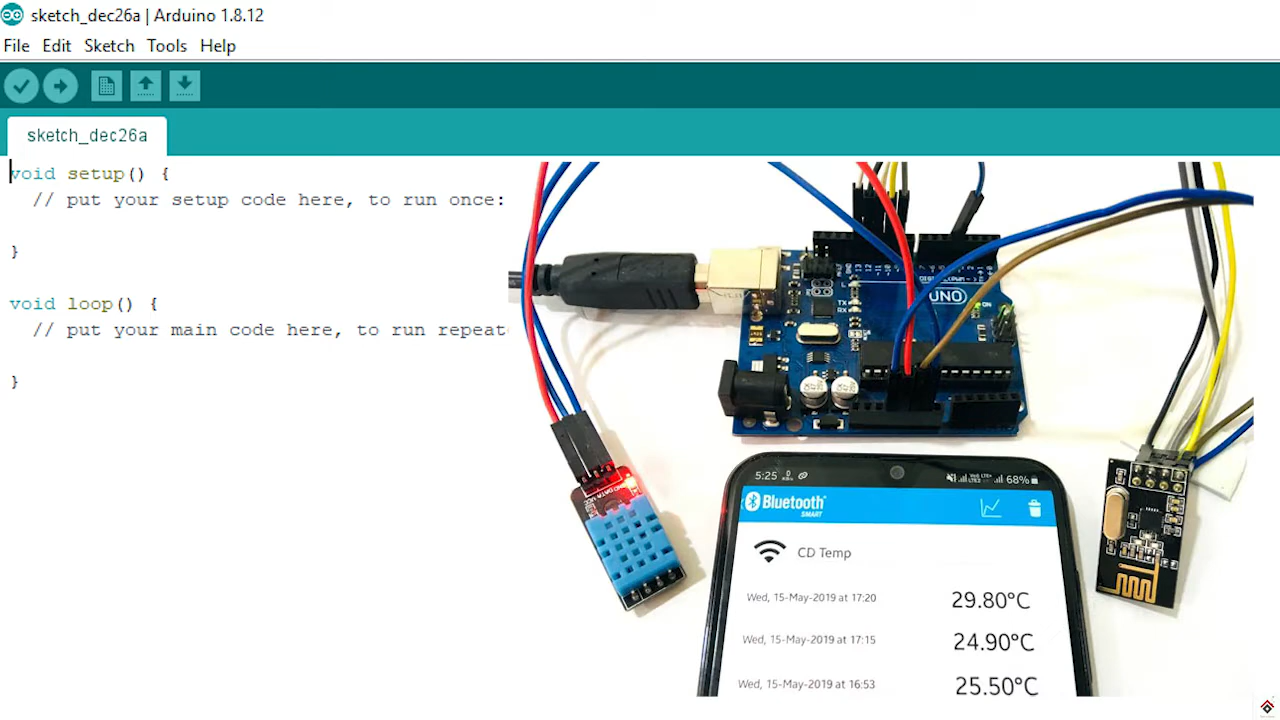 sketch_dec26a | Arduino 1.8.12
File Edit Sketch Tools Help
sketch_dec26a
void setup() {
// put your setup code here, to run once:
}
void loop() {
// put your main code here, to run repeat
}
UNO
ON
L
TX
RX
5:25
68%
Bluetooth
SMART
CD Temp
Wed, 15-May-2019 at 17:20 29.80°C
Wed, 15-May-2019 at 17:15 24.90°C
Wed, 15-May-2019 at 16:53 25.50°C